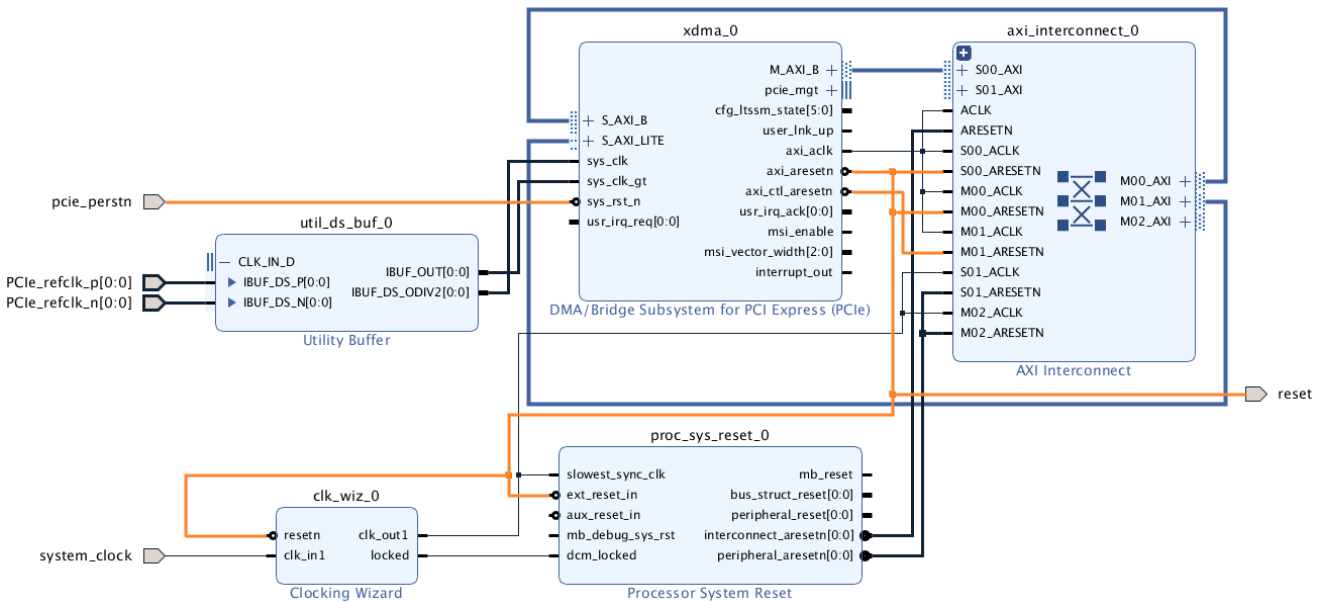 xdma_0
M_AXI_B
pcie_mgt
cfg_ltssm_state[5:0]
user_lnk_up
axi_aclk
axi_aresetn
axi_ctl_aresetn
usr_irq_ack[0:0]
msi_enable
msi_vector_width[2:0]
interrupt_out
S_AXI_B
S_AXI_LITE
sys_clk
sys_clk_gt
sys_rst_n
usr_irq_req[0:0]
DMA/Bridge Subsystem for PCI Express (PCIe)
axi_interconnect_0
S00_AXI
S01_AXI
ACLK
ARESETN
S00_ACLK
S00_ARESETN
M00_ACLK
M00_ARESETN
M01_ACLK
M01_ARESETN
S01_ACLK
S01_ARESETN
M02_ACLK
M02_ARESETN
M00_AXI
M01_AXI
M02_AXI
AXI Interconnect
pcie_perstn
PCIe_refclk_p[0:0]
PCIe_refclk_n[0:0]
util_ds_buf_0
CLK_IN_D
IBUF_DS_P[0:0]
IBUF_DS_N[0:0]
IBUF_OUT[0:0]
IBUF_DS_ODIV2[0:0]
Utility Buffer
reset
proc_sys_reset_0
slowest_sync_clk
ext_reset_in
aux_reset_in
mb_debug_sys_rst
dcm_locked
mb_reset
bus_struct_reset[0:0]
peripheral_reset[0:0]
interconnect_aresetn[0:0]
peripheral_aresetn[0:0]
Processor System Reset
clk_wiz_0
resetn
clk_in1
clk_out1
locked
Clocking Wizard
system_clock